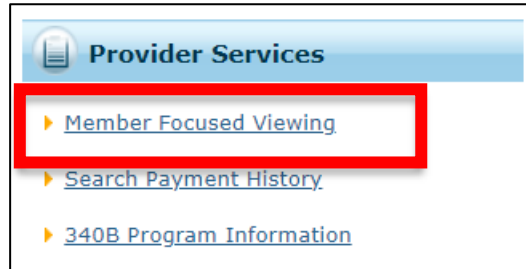 Provider Services
Member Focused Viewing
Search Payment History
340B Program Information